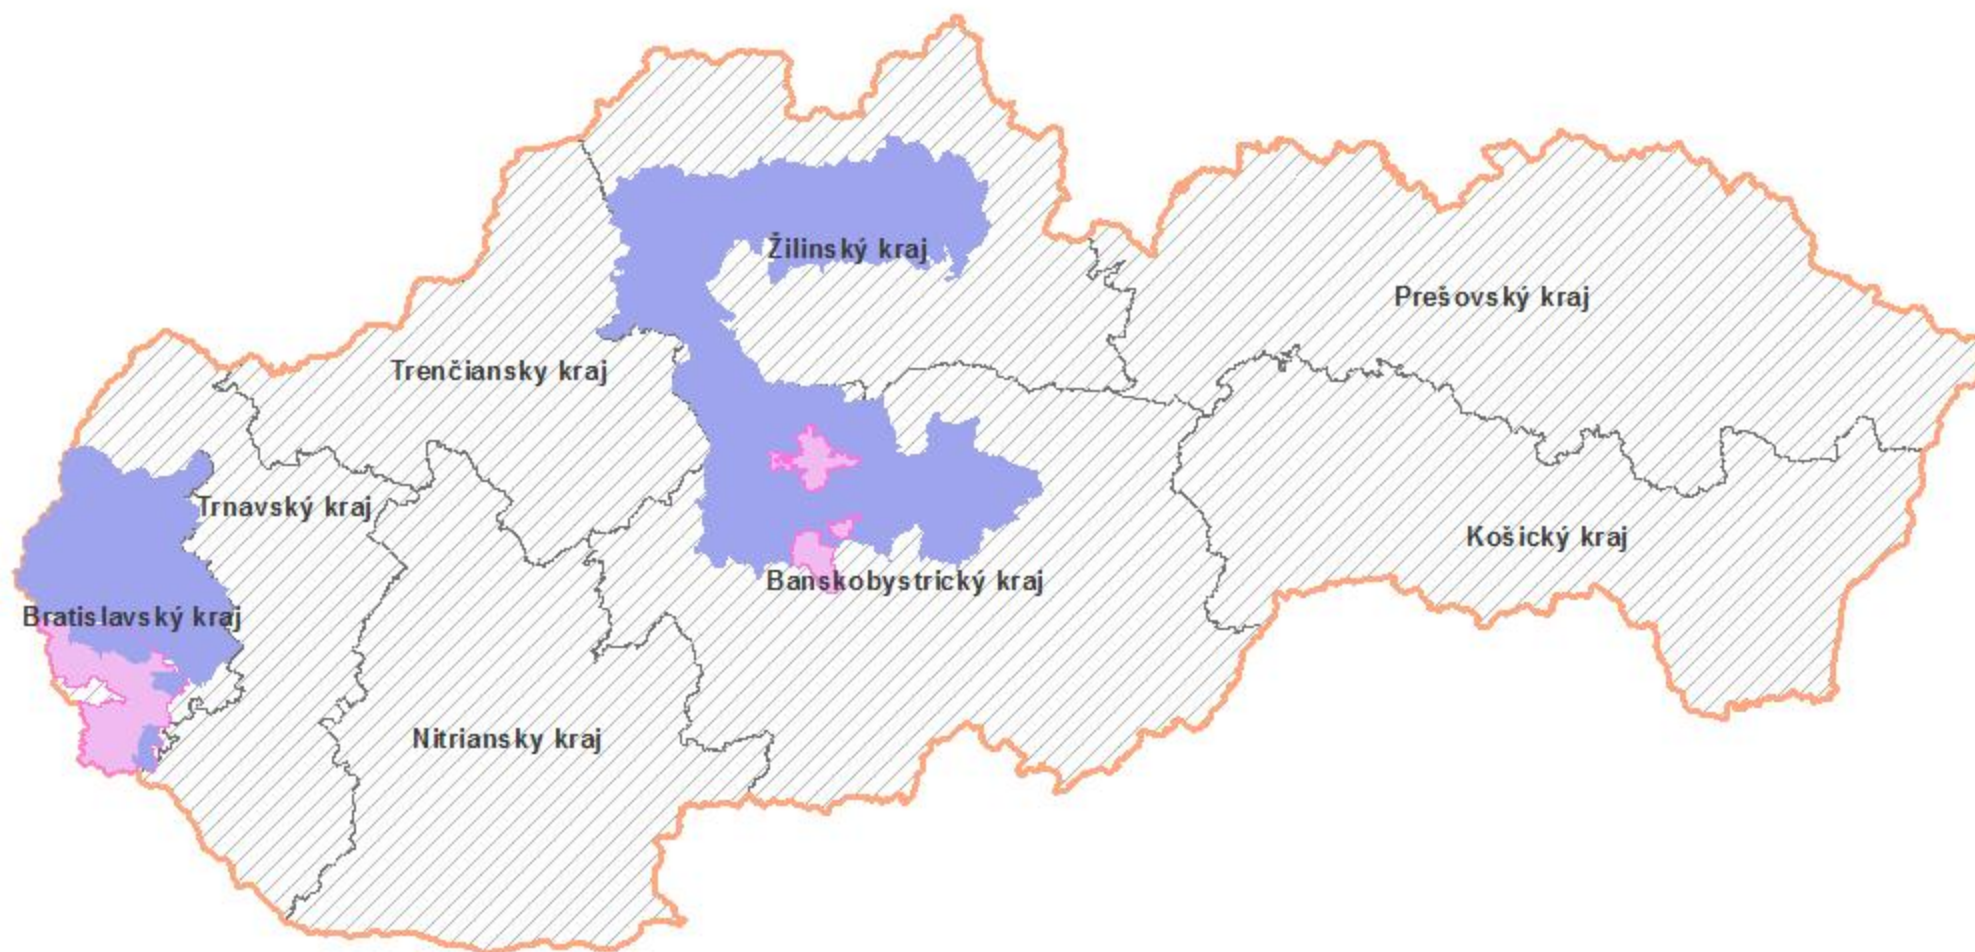 Žilinský kraj
Prešovský kraj
Trenčiansky kraj
Trnavský kraj
Košický kraj
Banskobystrický kraj
Bratislavský kraj
Nitriansky kraj